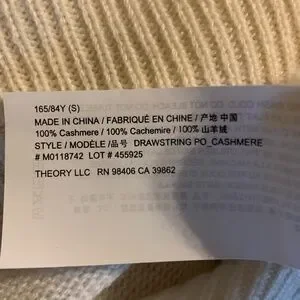 165/84Y (S)
MADE IN CHINA / FABRIQUÉ EN CHINE / 产地 中国
100% Cashmere / 100% Cachemire / 100% 山羊绒
STYLE / MODÈLE /品号 DRAWSTRING PO_CASHMERE
# M0118742 LOT # 455925
THEORY LLC RN 98406 CA 39862